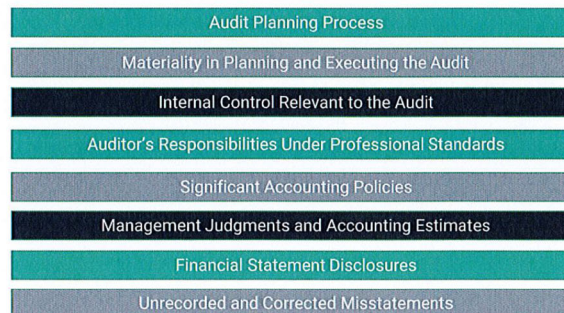 Audit Planning Process
Materiality in Planning and Executing the Audit
Internal Control Relevant to the Audit
Auditor's Responsibilities Under Professional Standards
Significant Accounting Policies
Management Judgments and Accounting Estimates
Financial Statement Disclosures
Unrecorded and Corrected Misstatements